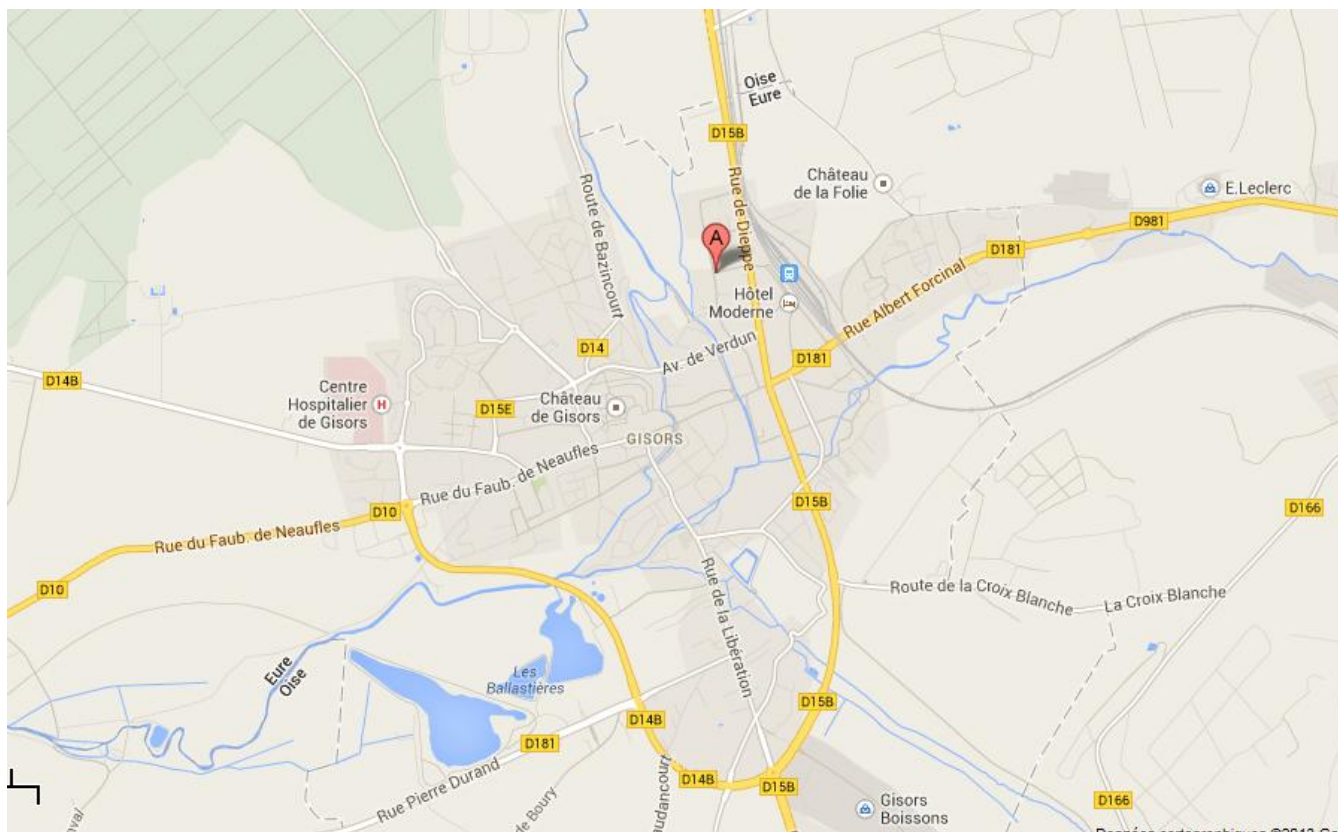 Oise
Eure
D15B
Rue de Dieppe
Château
de la Folie
E.Leclerc
D981
D181
Route de Bazincourt
A
Hôtel
Moderne
Rue Albert Forcinal
D14
Av. de Verdun
D181
D14B
Centre
Hospitalier
de Gisors
H
D15E
Château
de Gisors
GISORS
Rue du Faub. de Neaufles
D10
D15B
D166
Rue du Faub. de Neaufles
D10
Rue de la Libération
Route de la Croix Blanche
La Croix Blanche
Eure
Oise
Les
Ballastières
D15B
D14B
D181
Rue Pierre Durand
D14B
D15B
audancourt
de Boury
Gisors
Boissons
D166